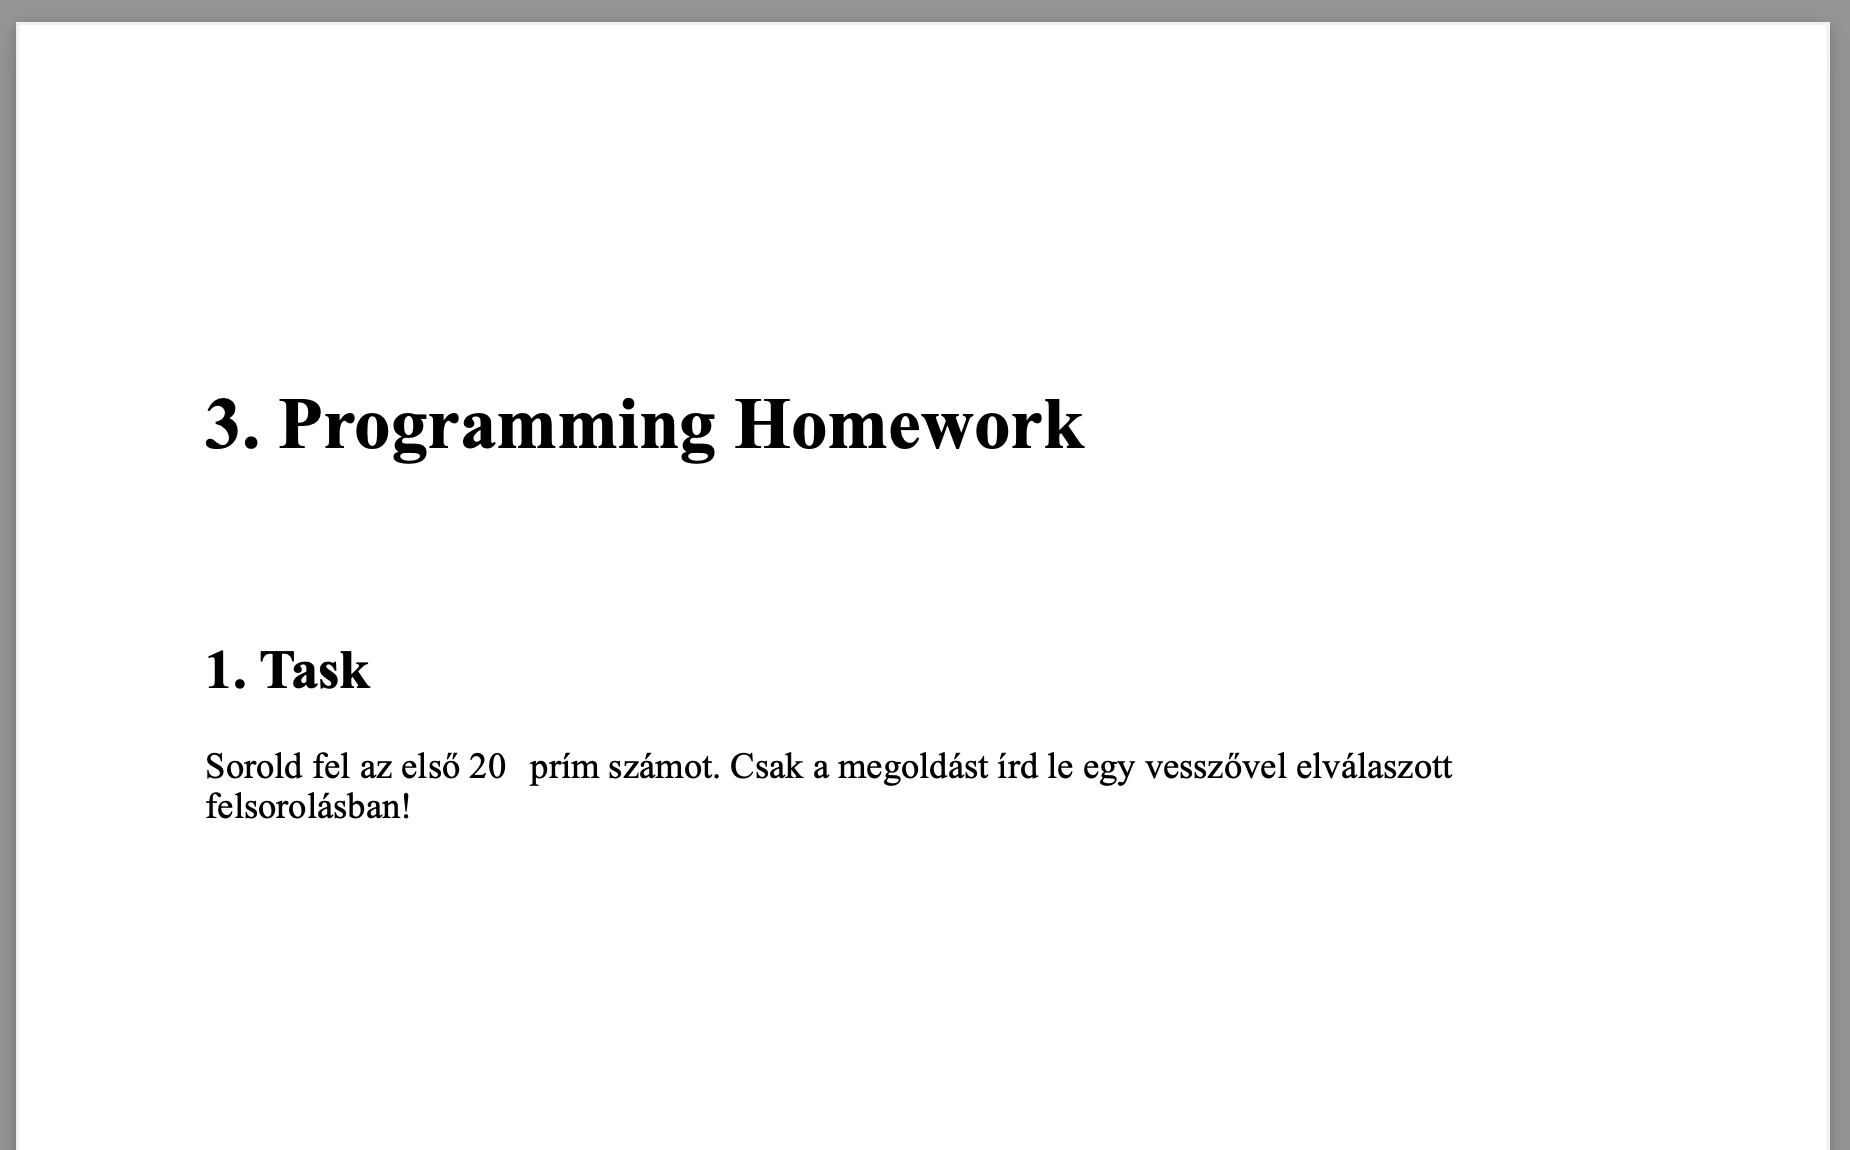 3. Programming Homework
1. Task
Sorold fel az első 20 prím számot. Csak a megoldást írd le egy vesszővel elválaszott
felsorolásban!